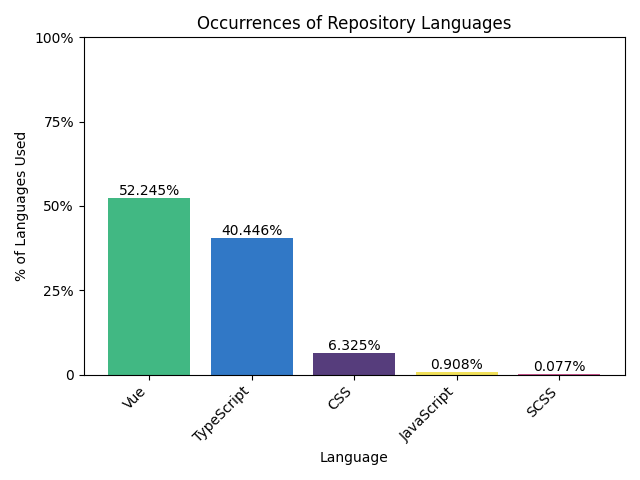 Occurrences of Repository Languages
100%
75%
50%
25%
0
% of Languages Used
52.245%
40.446%
6.325%
0.908%
0.077%
Vue
TypeScript
CSS
JavaScript
SCSS
Language